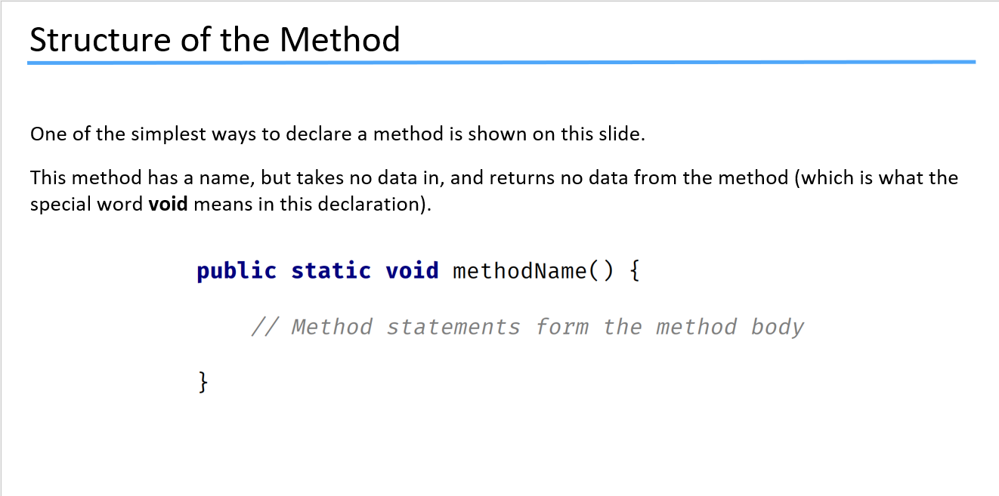 Structure of the Method
One of the simplest ways to declare a method is shown on this slide.
This method has a name, but takes no data in, and returns no data from the method (which is what the
special word void means in this declaration).
public static void methodName() {
// Method statements form the method body
}